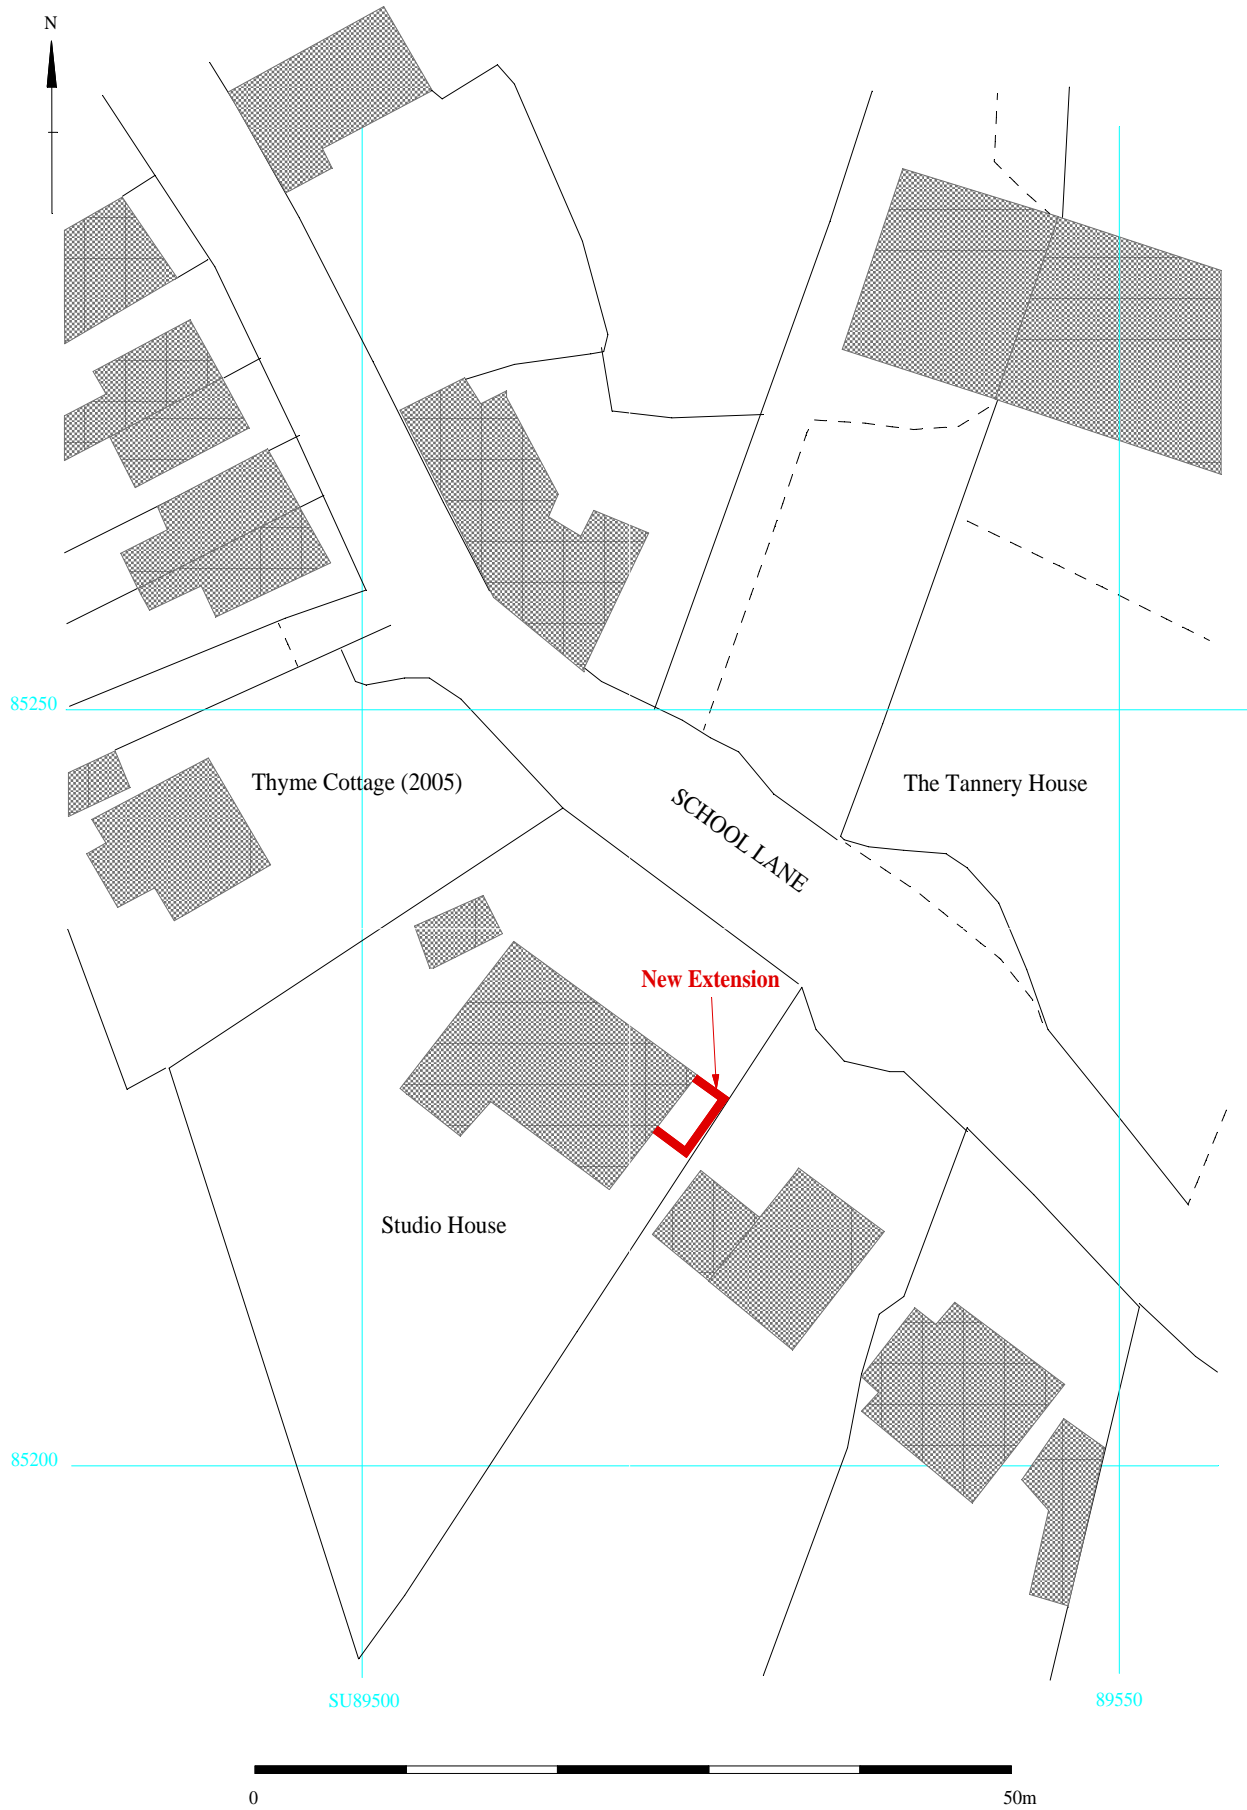 N
85250
Thyme Cottage (2005)
SCHOOL LANE
The Tannery House
New Extension
Studio House
85200
SU89500
89550
0
50m